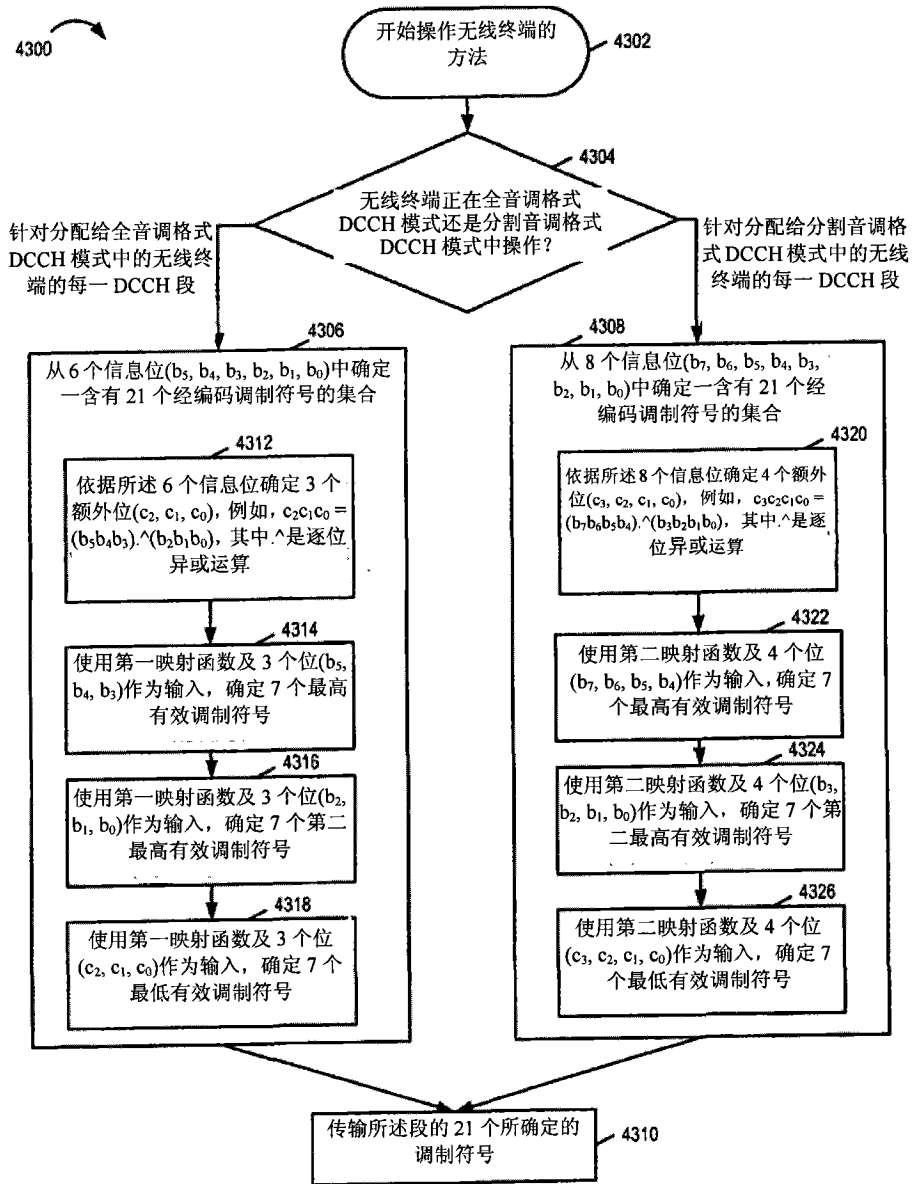 4300
开始操作无线终端的
方法
4302
4304
无线终端正在全音调格式
DCCH 模式还是分割音调格式
DCCH 模式中操作?
针对分配给全音调格式
DCCH 模式中的无线终
端的每一 DCCH 段
针对分配给分割音调格
式 DCCH 模式中的无线
终端的每一 DCCH 段
4306
从 6 个信息位(b₅, b₄, b₃, b₂, b₁, b₀)中确定
一含有 21 个经编码调制符号的集合
4312
依据所述 6 个信息位确定 3 个
额外位(c₂, c₁, c₀), 例如, c₂c₁c₀ =
(b₅b₄b₃).^(b₂b₁b₀), 其中.^是逐位
异或运算
4314
使用第一映射函数及 3 个位(b₅,
b₄, b₃)作为输入, 确定 7 个最高
有效调制符号
4316
使用第一映射函数及 3 个位(b₂,
b₁, b₀)作为输入, 确定 7 个第二
最高有效调制符号
4318
使用第一映射函数及 3 个位
(c₂, c₁, c₀)作为输入, 确定 7 个
最低有效调制符号
4308
从 8 个信息位(b₇, b₆, b₅, b₄, b₃,
b₂, b₁, b₀)中确定一含有 21 个经
编码调制符号的集合
4320
依据所述 8 个信息位确定 4 个额外
位(c₃, c₂, c₁, c₀), 例如, c₃c₂c₁c₀ =
(b₇b₆b₅b₄).^(b₃b₂b₁b₀), 其中.^是逐位
异或运算
4322
使用第二映射函数及 4 个位
(b₇, b₆, b₅, b₄)作为输入, 确定 7
个最高有效调制符号
4324
使用第二映射函数及 4 个位(b₃,
b₂, b₁, b₀)作为输入, 确定 7 个第
二最高有效调制符号
4326
使用第二映射函数及 4 个位
(c₃, c₂, c₁, c₀)作为输入, 确定 7
个最低有效调制符号
传输所述段的 21 个所确定的
调制符号
4310